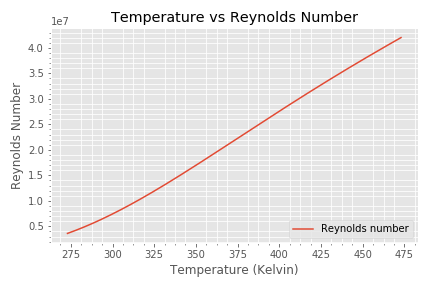 Temperature vs Reynolds Number
1e7
4.0
3.5
3.0
2.5
2.0
1.5
1.0
0.5
Reynolds Number
Reynolds number
275 300 325 350 375 400 425 450 475
Temperature (Kelvin)